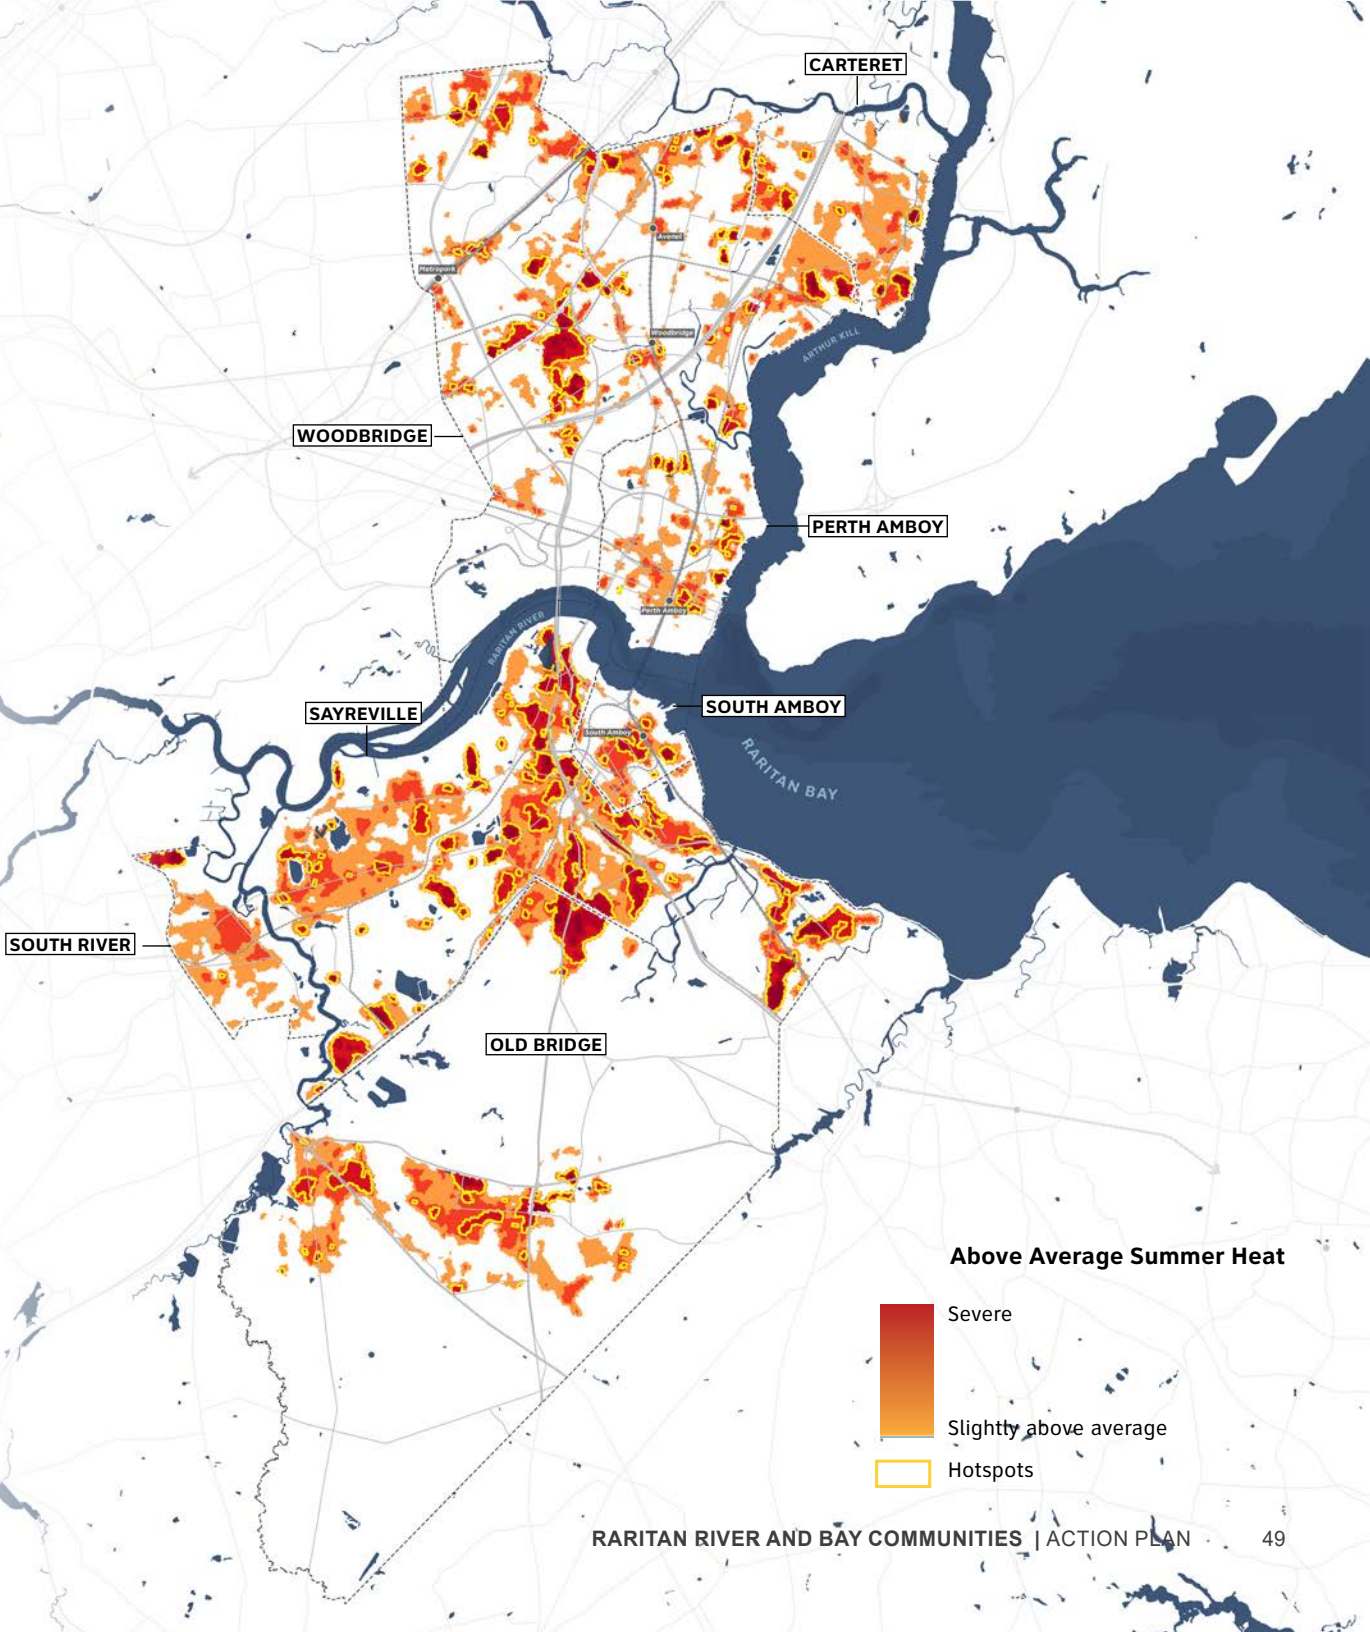 CARTERET
Avenel
Metropark
Woodbridge
ARTHUR KILL
WOODBRIDGE
PERTH AMBOY
Perth Amboy
RARITAN RIVER
SAYREVILLE
SOUTH AMBOY
South Amboy
RARITAN BAY
SOUTH RIVER
OLD BRIDGE
Above Average Summer Heat
Severe
Slightly above average
Hotspots
RARITAN RIVER AND BAY COMMUNITIES | ACTION PLAN 49